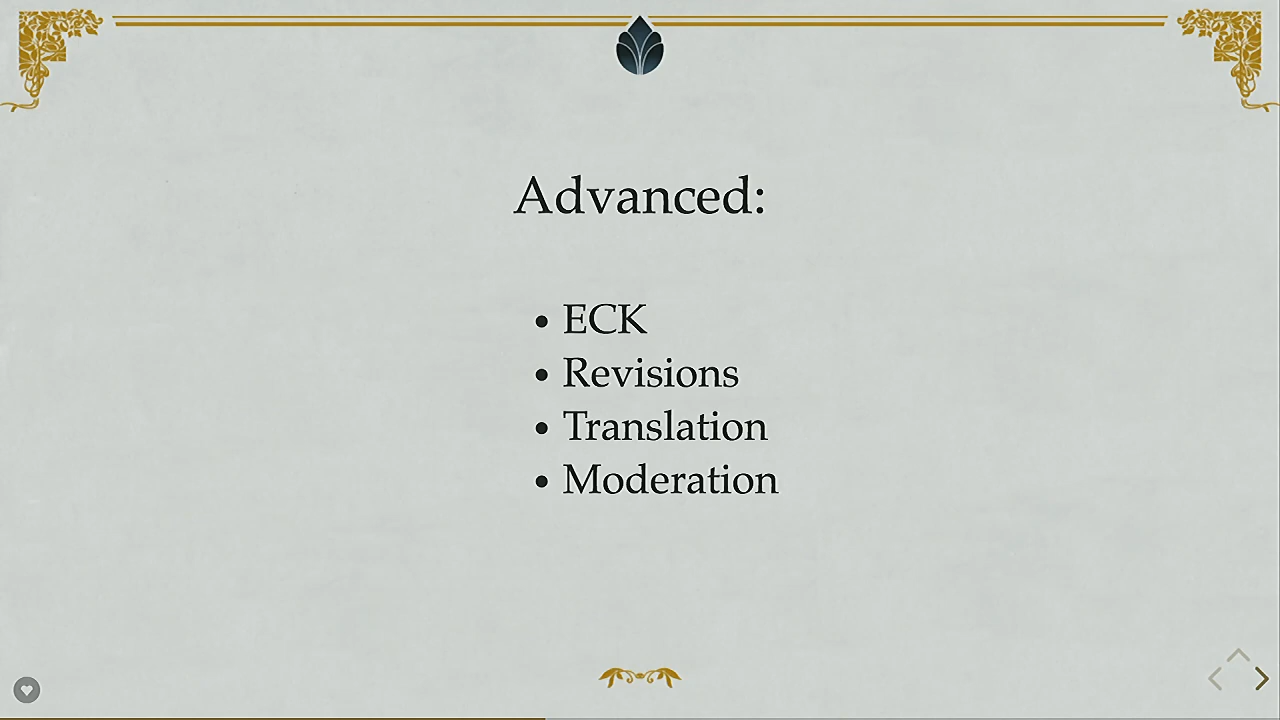 Advanced:
• ECK
• Revisions
• Translation
• Moderation